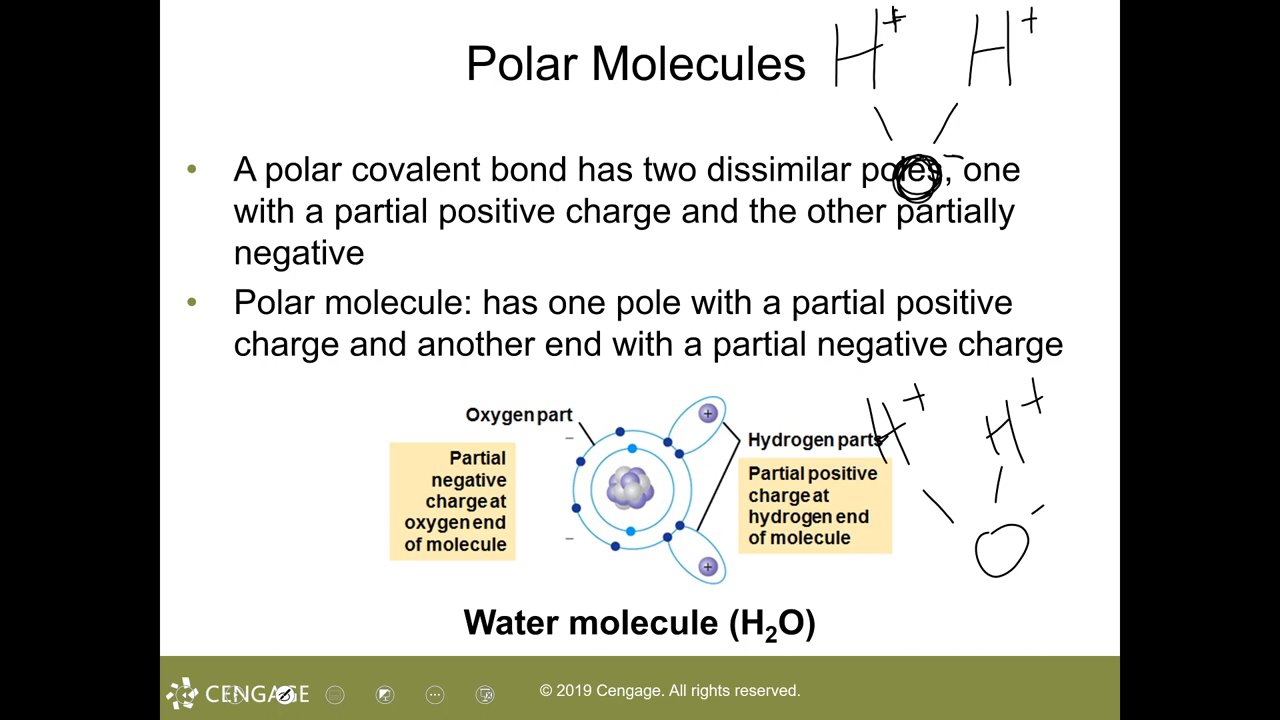 Polar Molecules
H+ H+
O-
• A polar covalent bond has two dissimilar poles, one
with a partial positive charge and the other partially
negative
• Polar molecule: has one pole with a partial positive
charge and another end with a partial negative charge
H+ H+
O-
Oxygen part
−
Partial
negative
charge at
oxygen end
of molecule
−
+
Hydrogen parts
Partial positive
charge at
hydrogen end
of molecule
+
Water molecule (H₂O)
CENGAGE
© 2019 Cengage. All rights reserved.